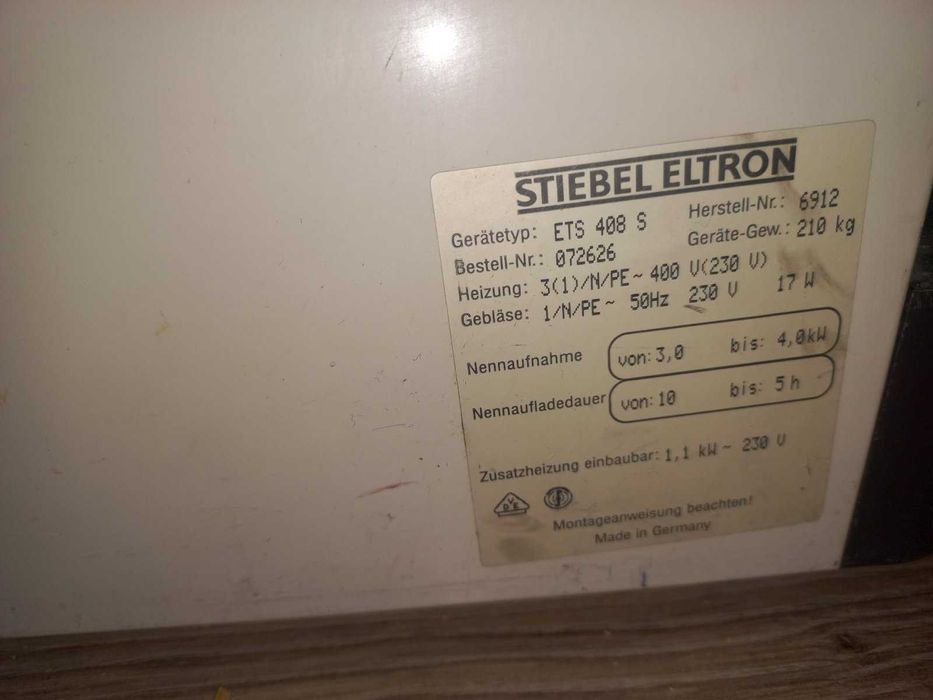 STIEBEL ELTRON
Gerätetyp: ETS 408 S Herstell-Nr.: 6912
Bestell-Nr.: 072626 Geräte-Gew.: 210 kg
Heizung: 3(1)/N/PE~ 400 V(230 V)
Gebläse: 1/N/PE~ 50Hz 230 V 17 W
Nennaufnahme von: 3,0 bis: 4,0kW
Nennaufladedauer von: 10 bis: 5 h
Zusatzheizung einbaubar: 1,1 kW ~ 230 V
VDE
Montageanweisung beachten!
Made in Germany